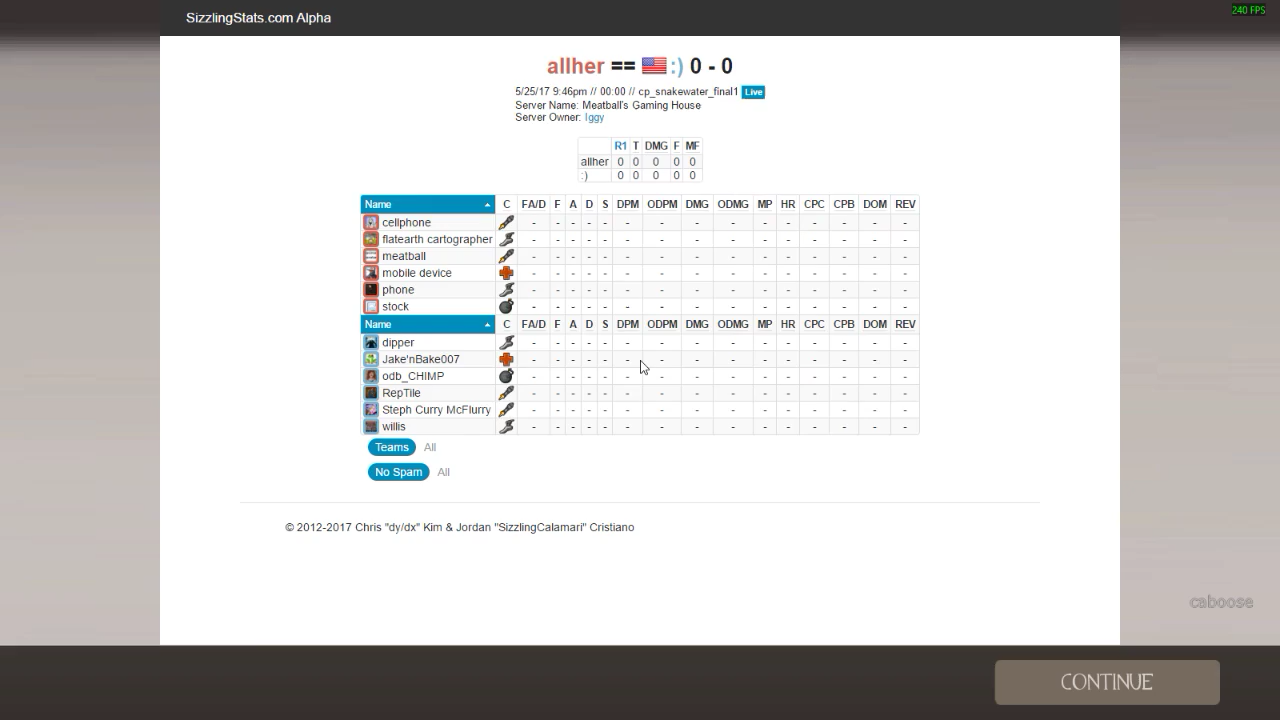 SizzlingStats.com Alpha
240 FPS
allher == :) 0 - 0
5/25/17 9:46pm // 00:00 // cp_snakewater_final1 Live
Server Name: Meatball's Gaming House
Server Owner: Iggy
R1 T DMG F MF
allher 0 0 0 0 0
:) 0 0 0 0 0
Name C FA/D F A D S DPM ODPM DMG ODMG MP HR CPC CPB DOM REV
cellphone - - - - - - - - - - - - - - -
flatearth cartographer - - - - - - - - - - - - - - -
meatball - - - - - - - - - - - - - - -
mobile device - - - - - - - - - - - - - - -
phone - - - - - - - - - - - - - - -
stock - - - - - - - - - - - - - - -
Name C FA/D F A D S DPM ODPM DMG ODMG MP HR CPC CPB DOM REV
dipper - - - - - - - - - - - - - - -
Jake'nBake007 - - - - - - - - - - - - - - -
odb_CHIMP - - - - - - - - - - - - - - -
RepTile - - - - - - - - - - - - - - -
Steph Curry McFlurry - - - - - - - - - - - - - - -
willis - - - - - - - - - - - - - - -
Teams All
No Spam All
© 2012-2017 Chris "dy/dx" Kim & Jordan "SizzlingCalamari" Cristiano
caboose
CONTINUE